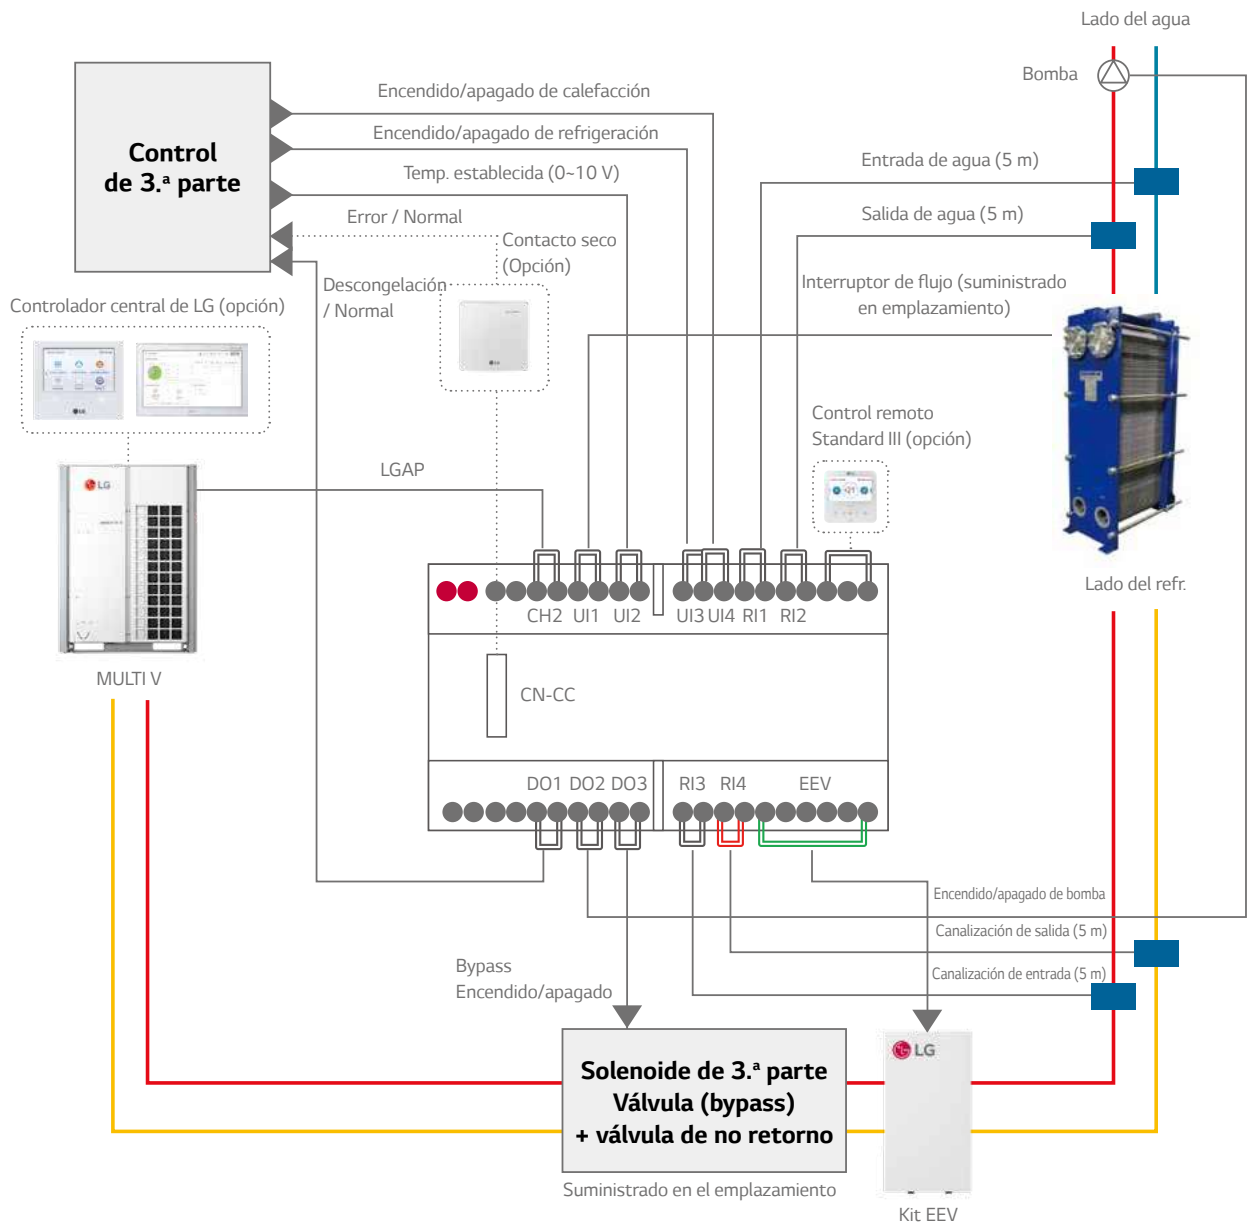 Lado del agua
Bomba
Encendido/apagado de calefacción
Control
de 3.ª parte
Encendido/apagado de refrigeración
Temp. establecida (0~10 V)
Entrada de agua (5 m)
Error / Normal
Salida de agua (5 m)
Contacto seco
(Opción)
Descongelación
/ Normal
Interruptor de flujo (suministrado
en emplazamiento)
Controlador central de LG (opción)
LG
LG
Control remoto
Standard III (opción)
LGAP
LG
Lado del refr.
CH2 UI1 UI2 UI3 UI4 RI1 RI2
MULTI V
CN-CC
DO1 DO2 DO3 RI3 RI4 EEV
Encendido/apagado de bomba
Canalización de salida (5 m)
Bypass
Encendido/apagado
Canalización de entrada (5 m)
LG
Solenoide de 3.ª parte
Válvula (bypass)
+ válvula de no retorno
Suministrado en el emplazamiento
Kit EEV